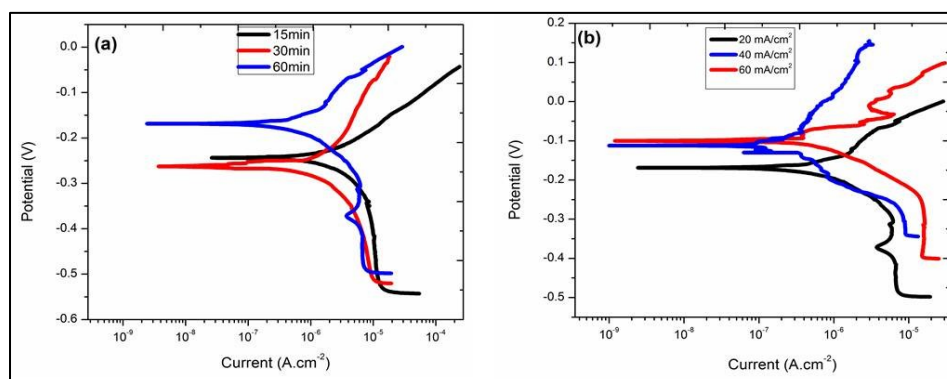 (a)
15min
30min
60min
0.0
-0.1
-0.2
-0.3
-0.4
-0.5
-0.6
Potential (V)
10⁻⁹ 10⁻⁸ 10⁻⁷ 10⁻⁶ 10⁻⁵ 10⁻⁴
Current (A.cm⁻²)
(b)
20 mA/cm²
40 mA/cm²
60 mA/cm²
0.2
0.1
0.0
-0.1
-0.2
-0.3
-0.4
-0.5
Potential (V)
10⁻⁹ 10⁻⁸ 10⁻⁷ 10⁻⁶ 10⁻⁵
Current (A.cm⁻²)